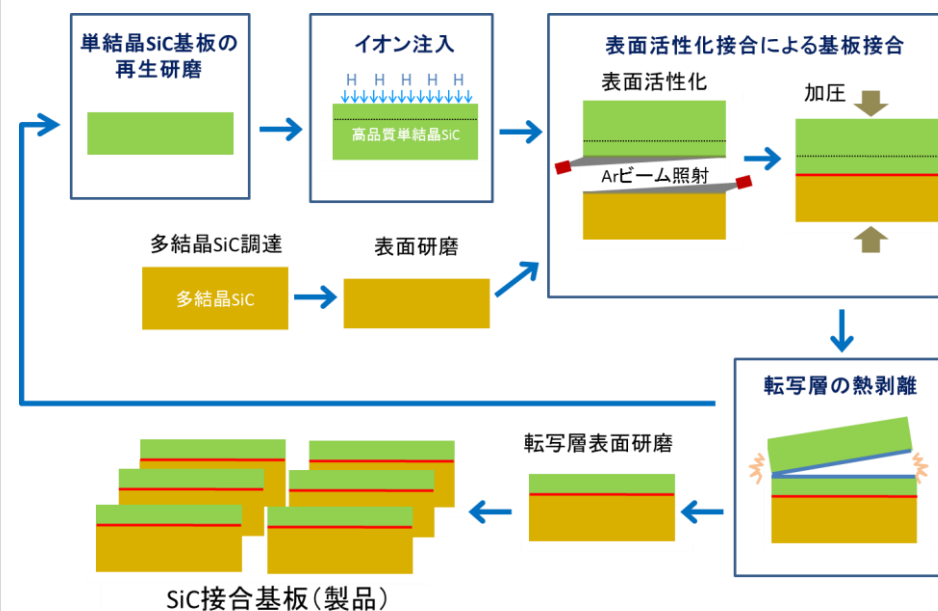 単結晶SiC基板の
再生研磨
イオン注入
H H H H H
高品質単結晶SiC
表面活性化接合による基板接合
表面活性化
加圧
Arビーム照射
多結晶SiC調達
多結晶SiC
表面研磨
転写層の熱剥離
転写層表面研磨
SiC接合基板(製品)